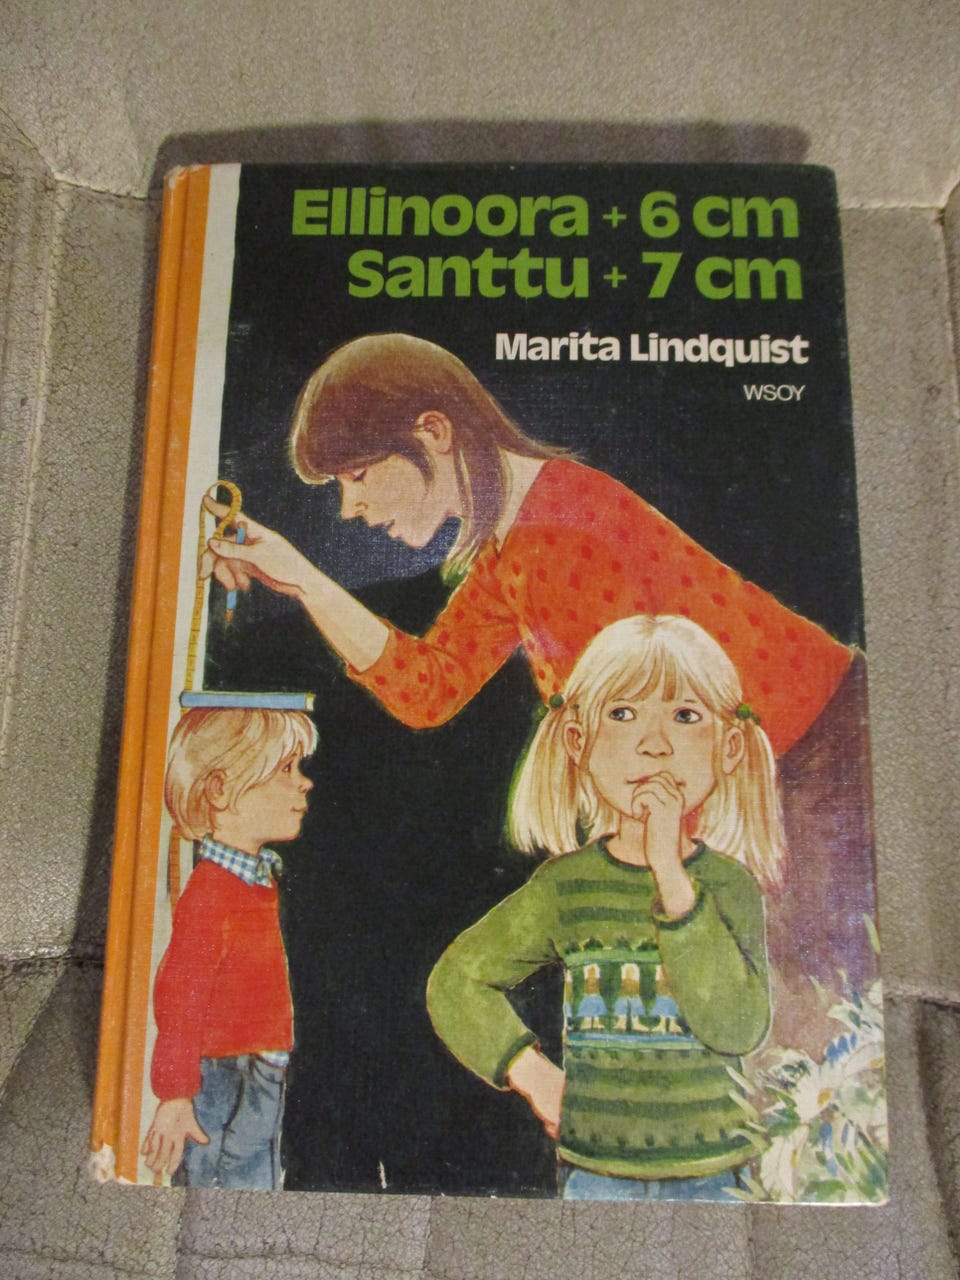 Ellinoora + 6 cm
Santtu + 7 cm
Marita Lindquist
WSOY